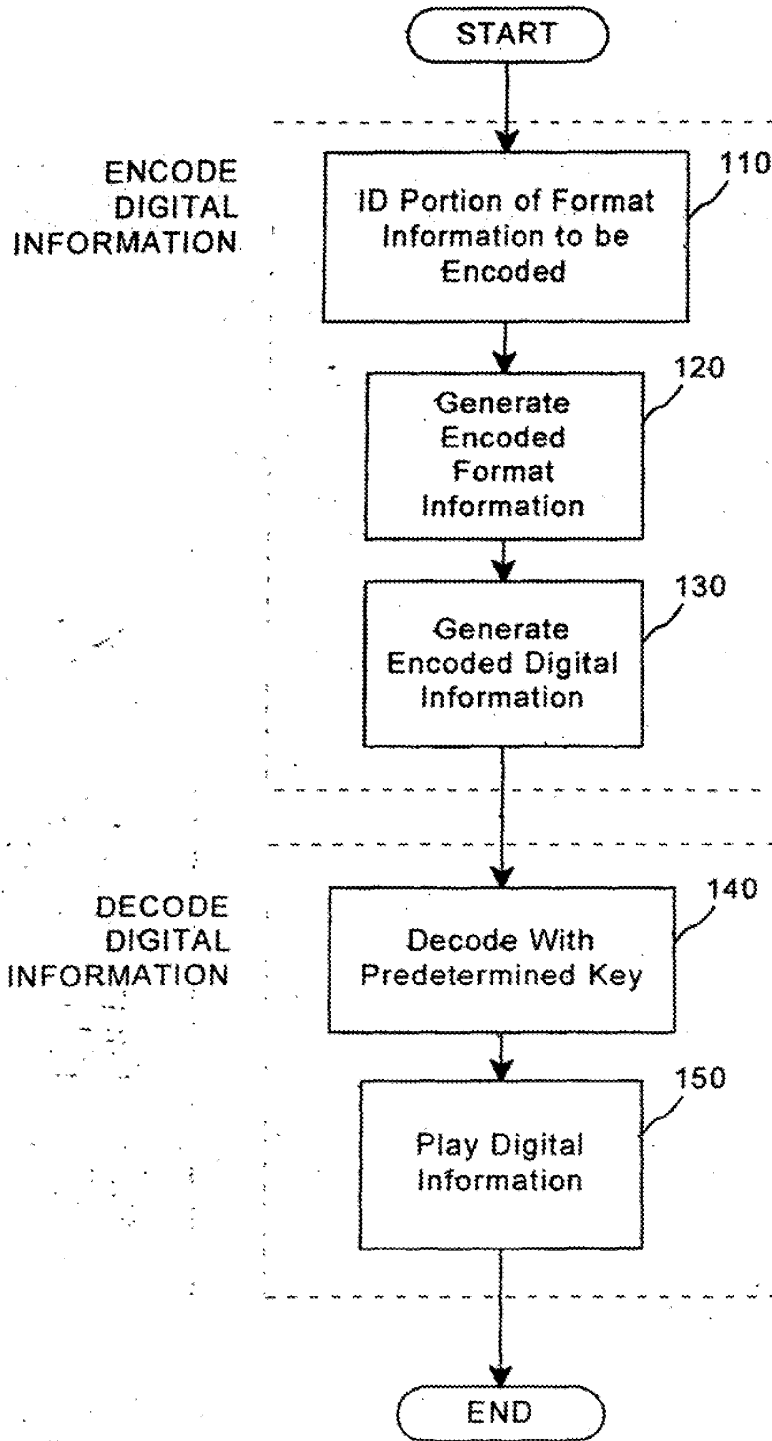 START
ENCODE
DIGITAL
INFORMATION
110
ID Portion of Format
Information to be
Encoded
120
Generate
Encoded
Format
Information
130
Generate
Encoded Digital
Information
DECODE
DIGITAL
INFORMATION
140
Decode With
Predetermined Key
150
Play Digital
Information
END